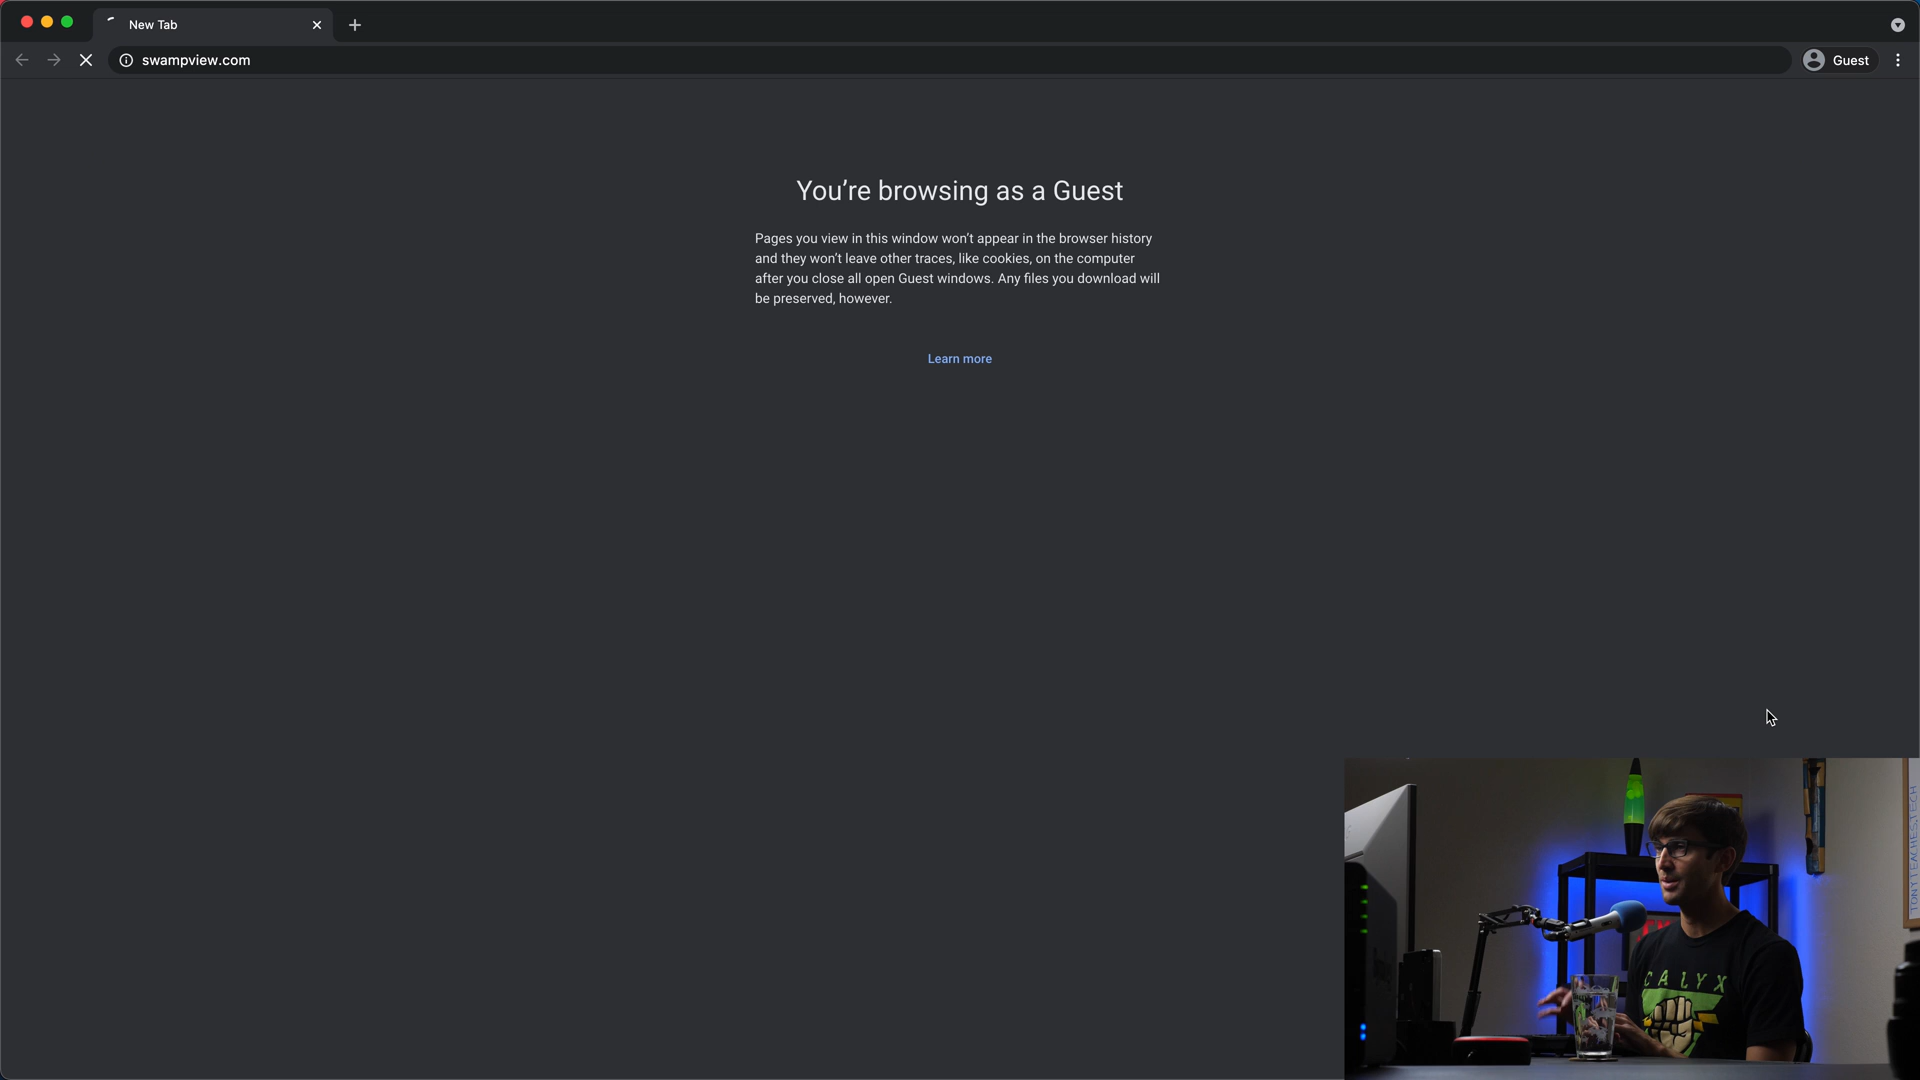 New Tab
swampview.com
Guest
You’re browsing as a Guest
Pages you view in this window won’t appear in the browser history
and they won’t leave other traces, like cookies, on the computer
after you close all open Guest windows. Any files you download will
be preserved, however.
Learn more
TONYTEACHES.TECH
CALYX